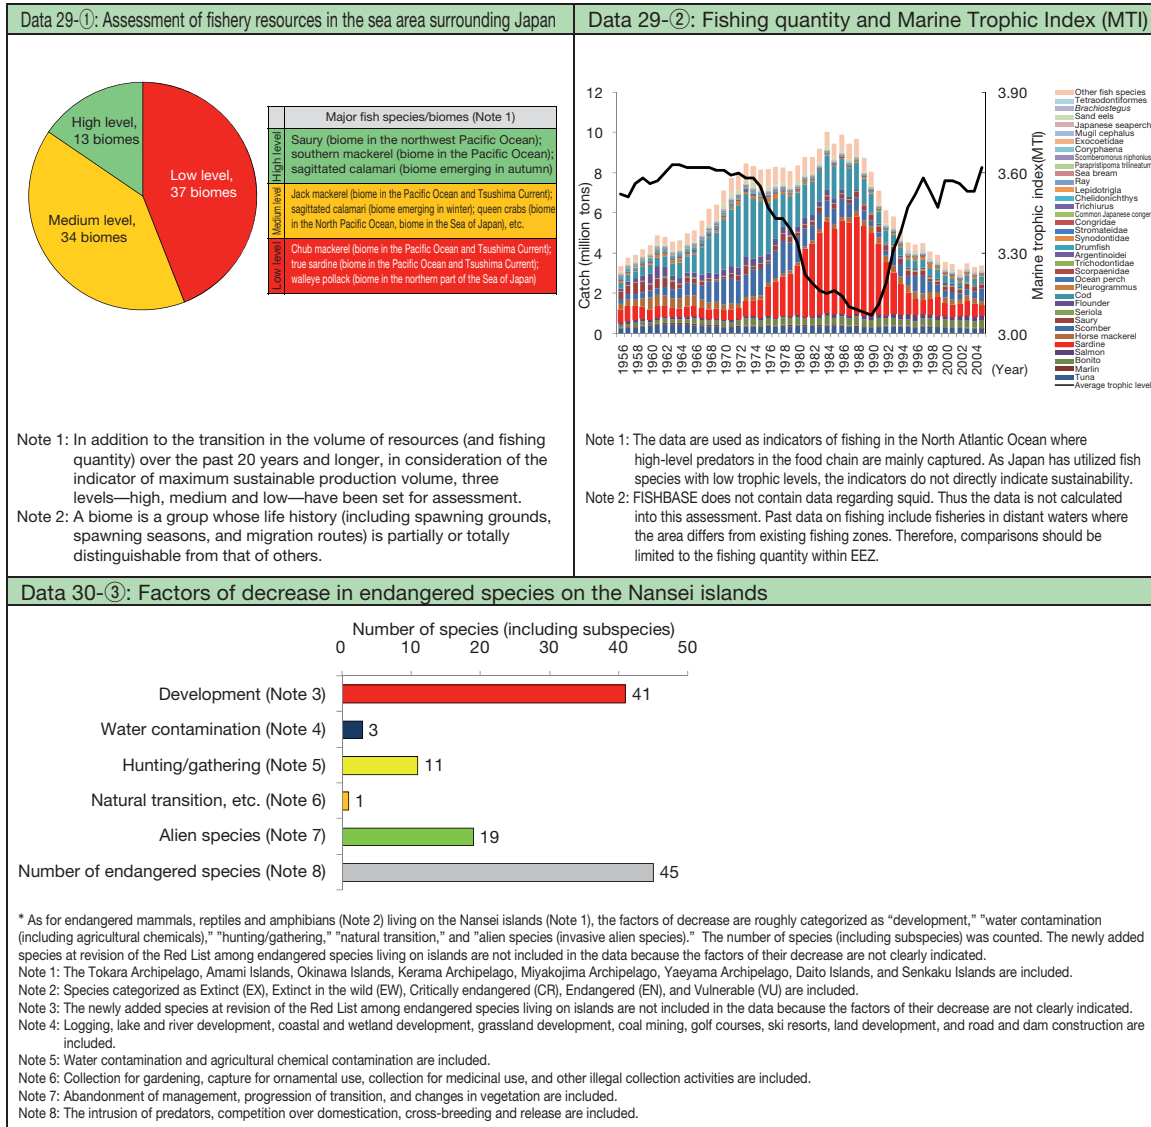 Data 29-①: Assessment of fishery resources in the sea area surrounding Japan
High level,
13 biomes
Low level,
37 biomes
Medium level,
34 biomes
Major fish species/biomes (Note 1)
High level
Saury (biome in the northwest Pacific Ocean);
southern mackerel (biome in the Pacific Ocean);
sagittated calamari (biome emerging in autumn)
Medium level
Jack mackerel (biome in the Pacific Ocean and Tsushima Current);
sagittated calamari (biome emerging in winter); queen crabs (biome
in the North Pacific Ocean, biome in the Sea of Japan), etc.
Low level
Chub mackerel (biome in the Pacific Ocean and Tsushima Current);
true sardine (biome in the Pacific Ocean and Tsushima Current);
walleye pollack (biome in the northern part of the Sea of Japan)
Note 1: In addition to the transition in the volume of resources (and fishing
quantity) over the past 20 years and longer, in consideration of the
indicator of maximum sustainable production volume, three
levels—high, medium and low—have been set for assessment.
Note 2: A biome is a group whose life history (including spawning grounds,
spawning seasons, and migration routes) is partially or totally
distinguishable from that of others.
Data 29-②: Fishing quantity and Marine Trophic Index (MTI)
Catch (million tons)
12
10
8
6
4
2
0
3.90
3.60
3.30
3.00
Marine trophic index(MTI)
1956
1958
1960
1962
1964
1966
1968
1970
1972
1974
1976
1978
1980
1982
1984
1986
1988
1990
1992
1994
1996
1998
2000
2002
2004
(Year)
Other fish species
Tetraodontiformes
Brachiostegus
Sand eels
Japanese seaperch
Mugil cephalus
Exocoetidae
Coryphaena
Scomberomorus niphonius
Parapristipoma trilineatum
Sea bream
Ray
Lepidotrigla
Chelidonichthys
Trichiurus
Common Japanese conger
Congridae
Stromateidae
Synodontidae
Drumfish
Argentinoidei
Trichodontidae
Scorpaenidae
Ocean perch
Pleurogrammus
Cod
Flounder
Seriola
Saury
Scomber
Horse mackerel
Sardine
Salmon
Bonito
Marlin
Tuna
Average trophic level
Note 1: The data are used as indicators of fishing in the North Atlantic Ocean where
high-level predators in the food chain are mainly captured. As Japan has utilized fish
species with low trophic levels, the indicators do not directly indicate sustainability.
Note 2: FISHBASE does not contain data regarding squid. Thus the data is not calculated
into this assessment. Past data on fishing include fisheries in distant waters where
the area differs from existing fishing zones. Therefore, comparisons should be
limited to the fishing quantity within EEZ.
Data 30-③: Factors of decrease in endangered species on the Nansei islands
Number of species (including subspecies)
0 10 20 30 40 50
Development (Note 3) 41
Water contamination (Note 4) 3
Hunting/gathering (Note 5) 11
Natural transition, etc. (Note 6) 1
Alien species (Note 7) 19
Number of endangered species (Note 8) 45
* As for endangered mammals, reptiles and amphibians (Note 2) living on the Nansei islands (Note 1), the factors of decrease are roughly categorized as “development,” ”water contamination
(including agricultural chemicals),” ”hunting/gathering,” ”natural transition,” and ”alien species (invasive alien species).” The number of species (including subspecies) was counted. The newly added
species at revision of the Red List among endangered species living on islands are not included in the data because the factors of their decrease are not clearly indicated.
Note 1: The Tokara Archipelago, Amami Islands, Okinawa Islands, Kerama Archipelago, Miyakojima Archipelago, Yaeyama Archipelago, Daito Islands, and Senkaku Islands are included.
Note 2: Species categorized as Extinct (EX), Extinct in the wild (EW), Critically endangered (CR), Endangered (EN), and Vulnerable (VU) are included.
Note 3: The newly added species at revision of the Red List among endangered species living on islands are not included in the data because the factors of their decrease are not clearly indicated.
Note 4: Logging, lake and river development, coastal and wetland development, grassland development, coal mining, golf courses, ski resorts, land development, and road and dam construction are
included.
Note 5: Water contamination and agricultural chemical contamination are included.
Note 6: Collection for gardening, capture for ornamental use, collection for medicinal use, and other illegal collection activities are included.
Note 7: Abandonment of management, progression of transition, and changes in vegetation are included.
Note 8: The intrusion of predators, competition over domestication, cross-breeding and release are included.